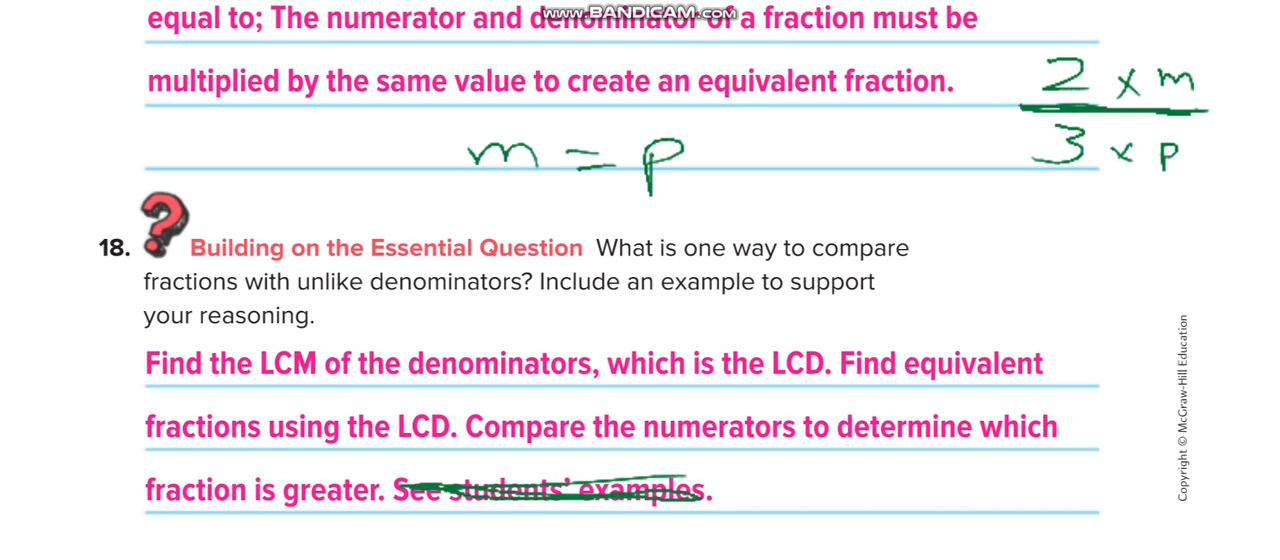 www.BANDICAM.com
equal to; The numerator and denominator of a fraction must be
multiplied by the same value to create an equivalent fraction.
2 x m
3 x p
m = p
18. Building on the Essential Question What is one way to compare
fractions with unlike denominators? Include an example to support
your reasoning.
Find the LCM of the denominators, which is the LCD. Find equivalent
fractions using the LCD. Compare the numerators to determine which
fraction is greater. See students' examples.
Copyright © McGraw-Hill Education